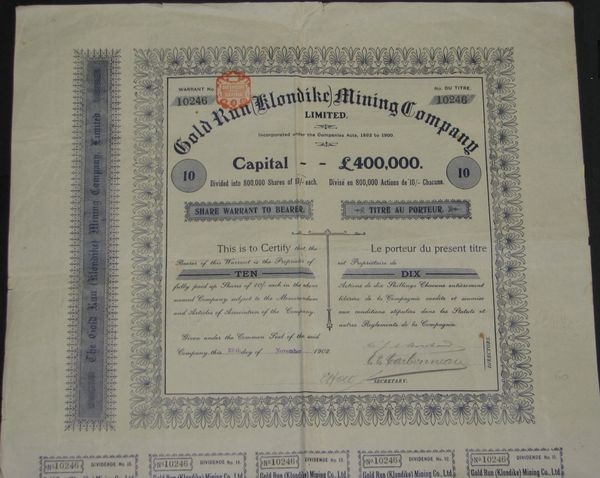 WARRANT No.
10246
No. DU TITRE.
10246
Gold Run (Klondike) Mining Company
LIMITED.
Incorporated under the Companies Acts, 1862 to 1900.
10
Capital - - £400,000.
10
Divided into 800,000 Shares of 10/- each.
Divisé en 800,000 Actions de 10/- Chacune.
SHARE WARRANT TO BEARER.
TITRE AU PORTEUR.
This is to Certify that the
Bearer of this Warrant is the Proprietor of
TEN
fully paid up Shares of 10/- each in the above
named Company subject to the Memorandum
and Articles of Association of the Company.
Given under the Common Seal of the said
Company, this day of November 1902
Le porteur du present titre
est Propriétaire de
DIX
Actions de dix Shillings Chacune entièrement
libérées de la Compagnie susdite et soumise
aux conditions stipulées dans les Statuts et
autres Reglements de la Compagnie.
DIRECTORS.
SECRETARY.
The Gold Run (Klondike) Mining Company, Limited.
No 10246 DIVIDENDE No. 15.
No 10246 DIVIDENDE No. 14.
No 10246 DIVIDENDE No. 13.
No 10246 DIVIDENDE No. 12.
No 10246 DIVIDENDE No.
Gold Run (Klondike) Mining Co., Ltd.
Gold Run (Klondike) Mining Co., Ltd.
Gold Run (Klondike) Mining Co., Ltd.
Gold Run (Klondike) Mining Co., Ltd.
Gold Run (Klondike) Mining Co., Ltd.